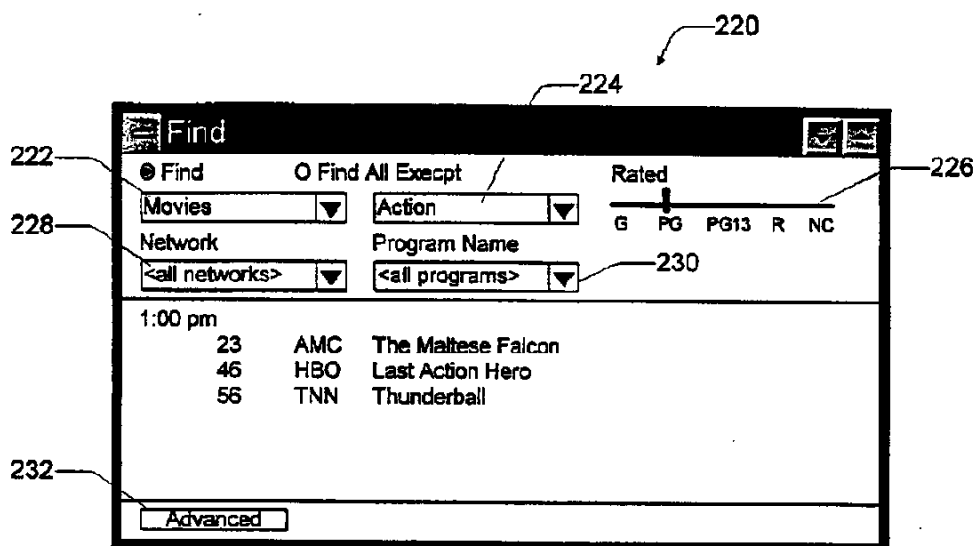 220
224
Find
222
Find Find All Execpt Rated
226
Movies Action
G PG PG13 R NC
228
Network Program Name
230
<all networks> <all programs>
1:00 pm
23 AMC The Maltese Falcon
46 HBO Last Action Hero
56 TNN Thunderball
232
Advanced